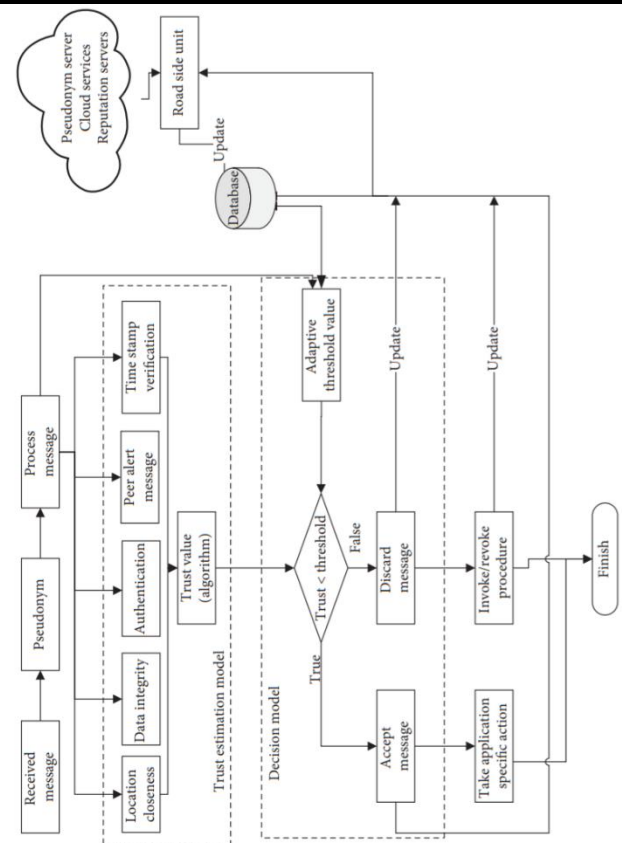 Received
message
Pseudonym
Process
message
Pseudonym server
Cloud services
Reputation servers
Road side unit
Update
Database
Location
closeness
Data integrity
Authentication
Peer alert
message
Time stamp
verification
Trust value
(algorithm)
Trust estimation model
Decision model
Adaptive
threshold value
Trust < threshold
True
False
Accept
message
Discard
message
Update
Take application
specific action
Invoke/revoke
procedure
Update
Finish